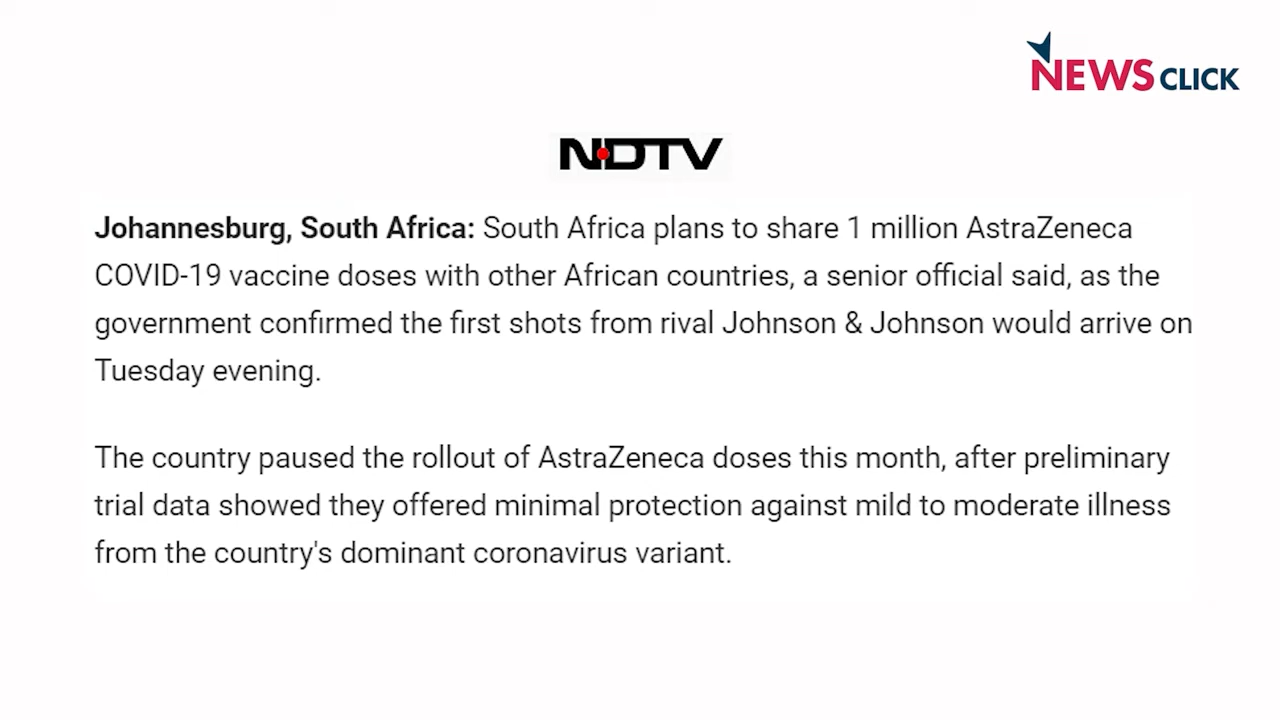 NEWS CLICK
NDTV
Johannesburg, South Africa: South Africa plans to share 1 million AstraZeneca
COVID-19 vaccine doses with other African countries, a senior official said, as the
government confirmed the first shots from rival Johnson & Johnson would arrive on
Tuesday evening.
The country paused the rollout of AstraZeneca doses this month, after preliminary
trial data showed they offered minimal protection against mild to moderate illness
from the country's dominant coronavirus variant.